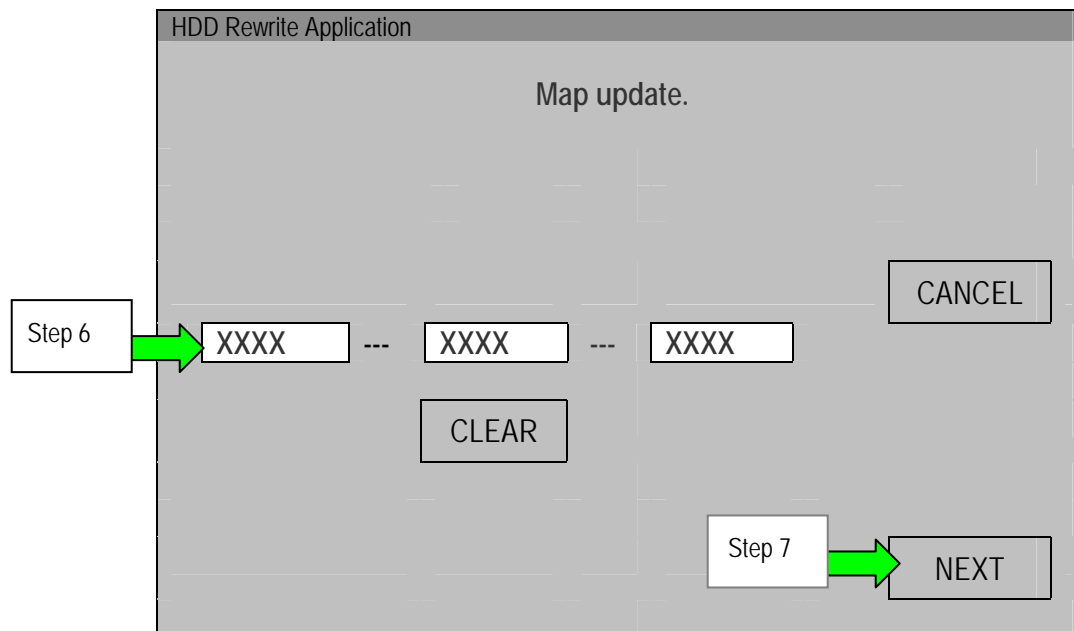 HDD Rewrite Application
Map update.
CANCEL
Step 6
XXXX --- XXXX --- XXXX
CLEAR
Step 7
NEXT